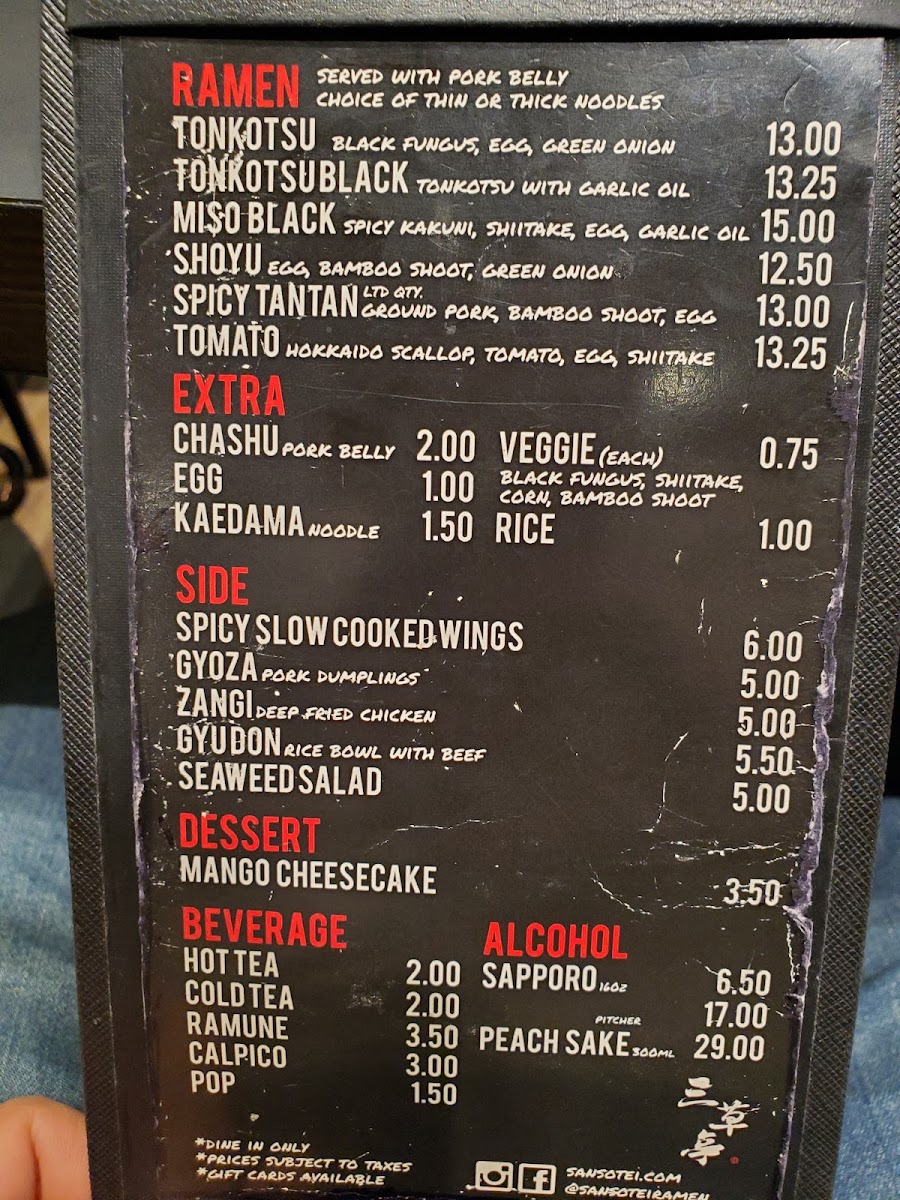 RAMEN SERVED WITH PORK BELLY
CHOICE OF THIN OR THICK NOODLES
TONKOTSU BLACK FUNGUS, EGG, GREEN ONION 13.00
TONKOTSU BLACK TONKOTSU WITH GARLIC OIL 13.25
MISO BLACK SPICY KAKUNI, SHIITAKE, EGG, GARLIC OIL 15.00
SHOYU EGG, BAMBOO SHOOT, GREEN ONION 12.50
SPICY TANTAN LTD QTY. GROUND PORK, BAMBOO SHOOT, EGG 13.00
TOMATO HOKKAIDO SCALLOP, TOMATO, EGG, SHIITAKE 13.25
EXTRA
CHASHU PORK BELLY 2.00
EGG 1.00
KAEDAMA NOODLE 1.50
VEGGIE (EACH) 0.75
BLACK FUNGUS, SHIITAKE,
CORN, BAMBOO SHOOT
RICE 1.00
SIDE
SPICY SLOW COOKED WINGS 6.00
GYOZA PORK DUMPLINGS 5.00
ZANGI DEEP FRIED CHICKEN 5.00
GYUDON RICE BOWL WITH BEEF 5.50
SEAWEED SALAD 5.00
DESSERT
MANGO CHEESECAKE 3.50
BEVERAGE
HOT TEA 2.00
COLD TEA 2.00
RAMUNE 3.50
CALPICO 3.00
POP 1.50
ALCOHOL
SAPPORO 16OZ 6.50
PITCHER 17.00
PEACH SAKE 300ML 29.00
三草亭
*DINE IN ONLY
*PRICES SUBJECT TO TAXES
*GIFT CARDS AVAILABLE
SANSOTEI.COM
@SANSOTEIRAMEN